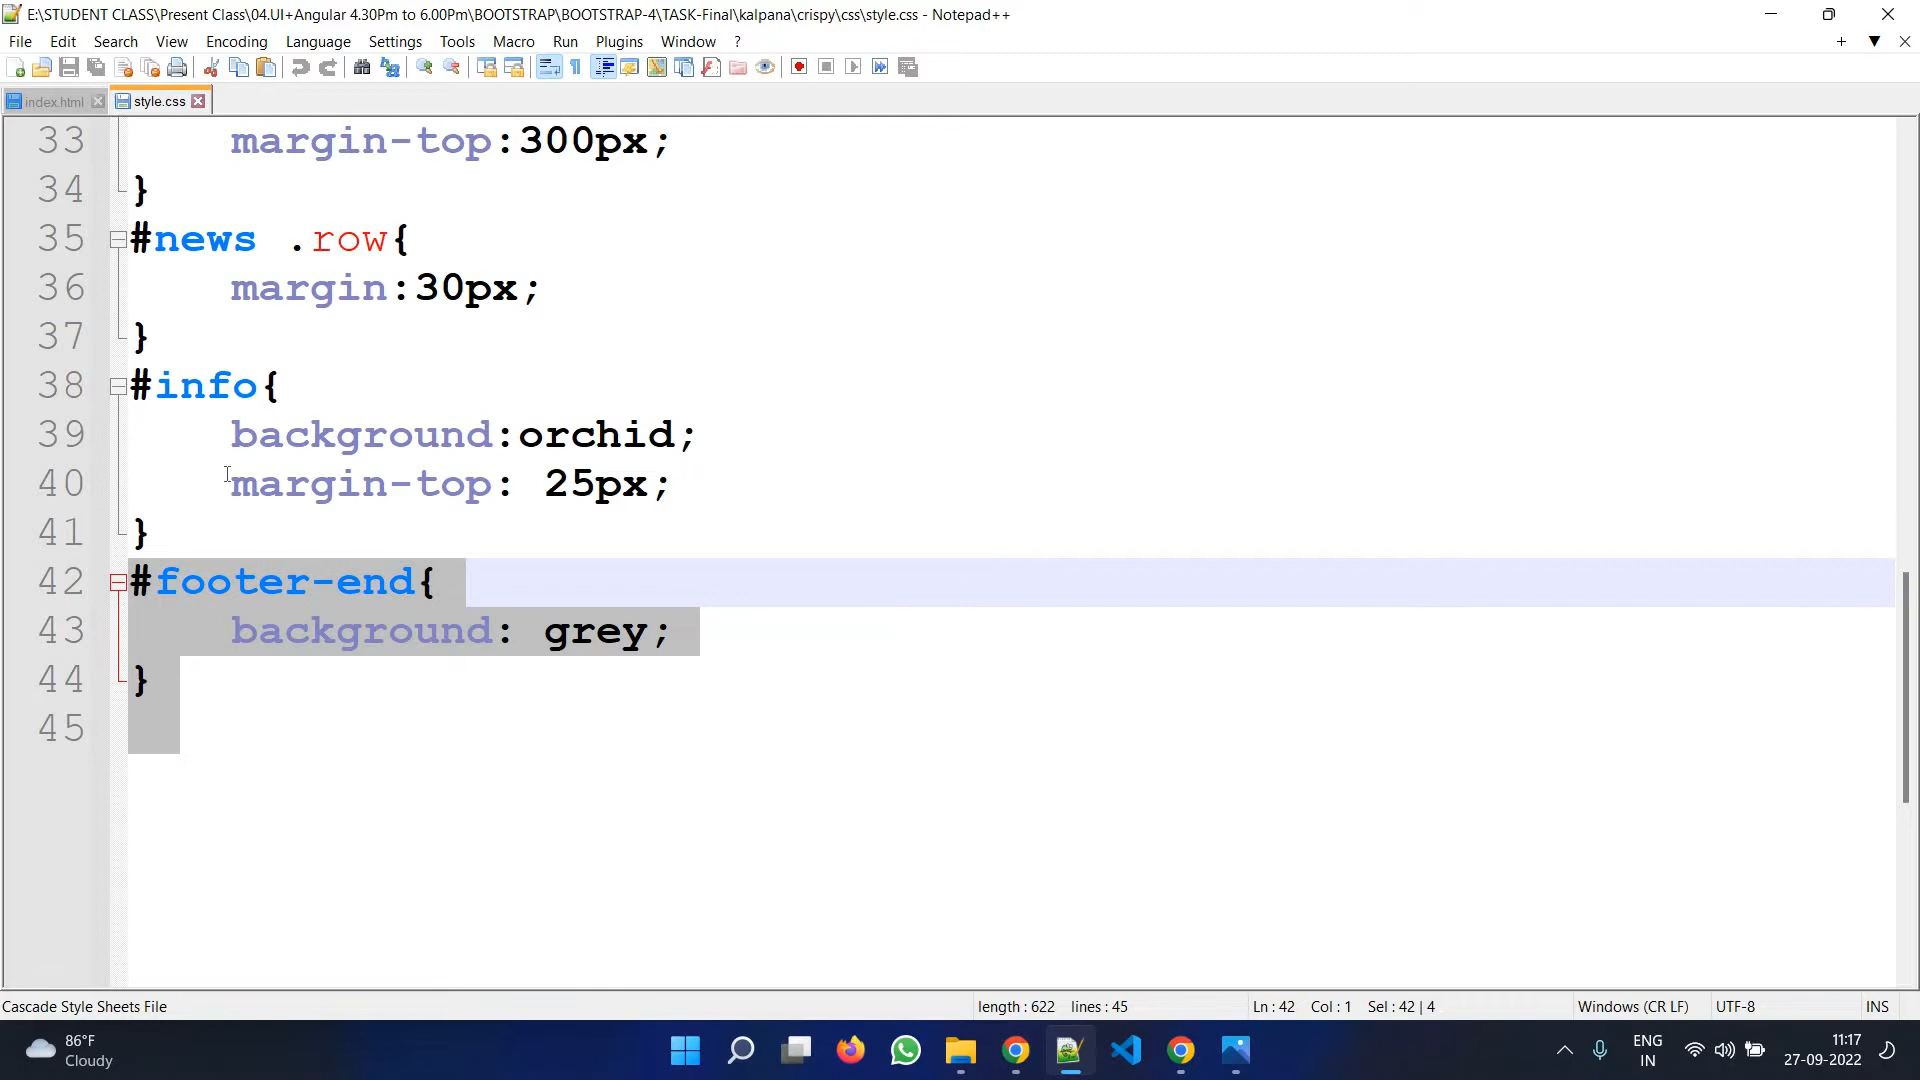 E:\STUDENT CLASS\Present Class\04.UI+Angular 4.30Pm to 6.00Pm\BOOTSTRAP\BOOTSTRAP-4\TASK-Final\kalpana\crispy\css\style.css - Notepad++
File Edit Search View Encoding Language Settings Tools Macro Run Plugins Window ?
index.html style.css
33 margin-top:300px;
34 }
35 #news .row{
36 margin:30px;
37 }
38 #info{
39 background:orchid;
40 margin-top: 25px;
41 }
42 #footer-end{
43 background: grey;
44 }
45
Cascade Style Sheets File length : 622 lines : 45 Ln : 42 Col : 1 Sel : 42 | 4 Windows (CR LF) UTF-8 INS
86°F
Cloudy
ENG
IN
11:17
27-09-2022